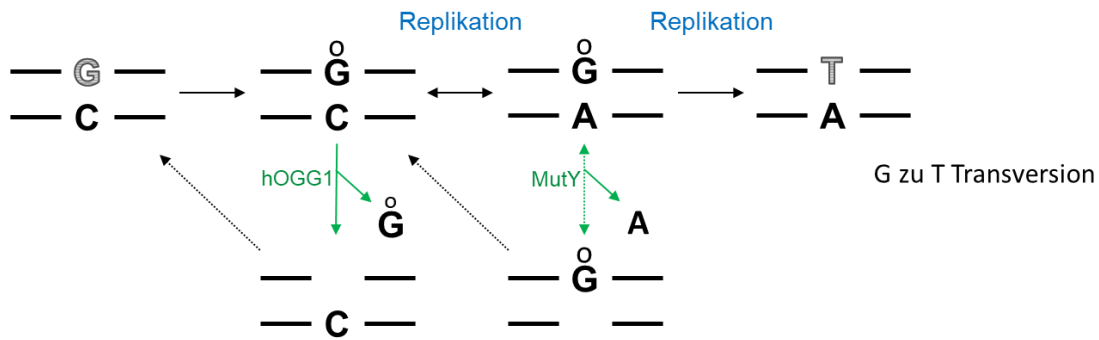 Replikation Replikation
O O
G G G T
C C A A
hOGG1 MutY G zu T Transversion
O
G A
O
G
C